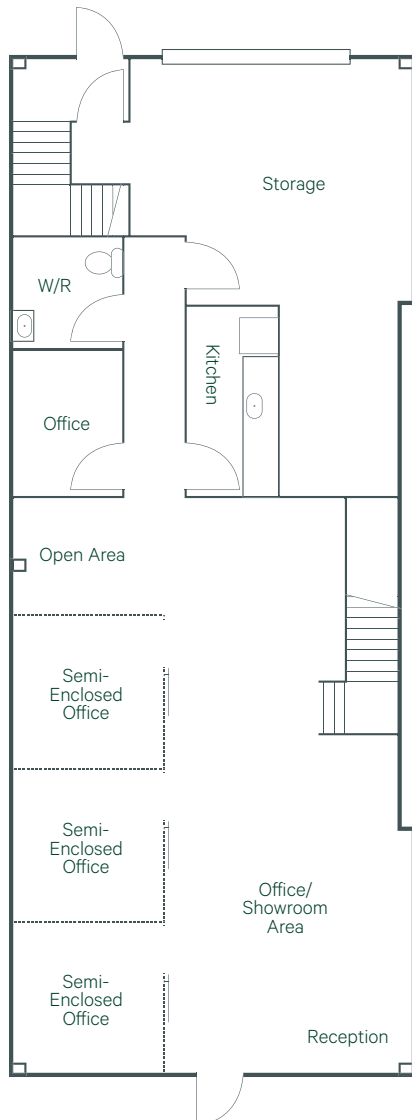 Storage
W/R
Kitchen
Office
Open Area
Semi-
Enclosed
Office
Semi-
Enclosed
Office
Office/
Showroom
Area
Semi-
Enclosed
Office
Reception